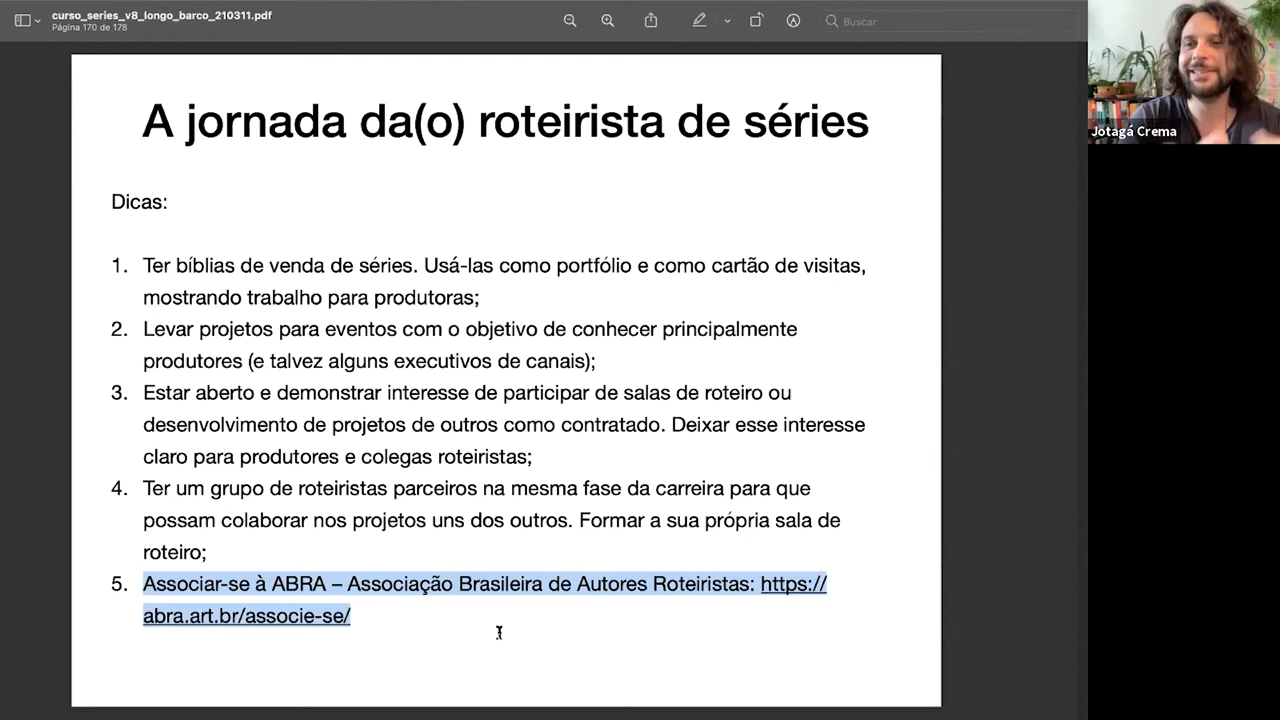 curso_series_v8_longo_barco_210311.pdf
Página 170 de 178
Buscar
Jotagá Crema
A jornada da(o) roteirista de séries
Dicas:
1. Ter bíblias de venda de séries. Usá-las como portfólio e como cartão de visitas,
mostrando trabalho para produtoras;
2. Levar projetos para eventos com o objetivo de conhecer principalmente
produtores (e talvez alguns executivos de canais);
3. Estar aberto e demonstrar interesse de participar de salas de roteiro ou
desenvolvimento de projetos de outros como contratado. Deixar esse interesse
claro para produtores e colegas roteiristas;
4. Ter um grupo de roteiristas parceiros na mesma fase da carreira para que
possam colaborar nos projetos uns dos outros. Formar a sua própria sala de
roteiro;
5. Associar-se à ABRA – Associação Brasileira de Autores Roteiristas: https://
abra.art.br/associe-se/